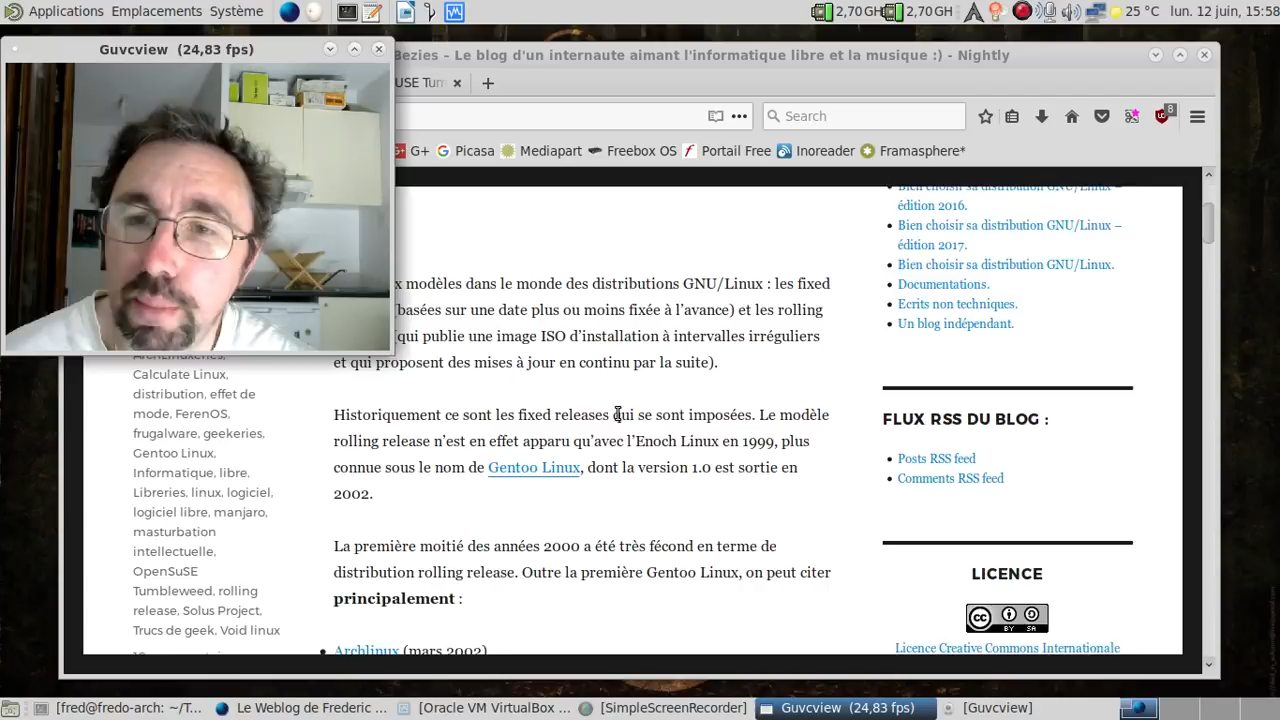 Applications Emplacements Système
2,70 GH 2,70 GH 25 °C lun. 12 juin, 15:58
Guvcview (24,83 fps)
Bezies – Le blog d'un internaute aimant l'informatique libre et la musique :) - Nightly
USE Tum
Search
8
G+ Picasa Mediapart Freebox OS Portail Free Inoreader Framasphere*
x modèles dans le monde des distributions GNU/Linux : les fixed
(basées sur une date plus ou moins fixée à l’avance) et les rolling
(qui publie une image ISO d’installation à intervalles irréguliers
et qui proposent des mises à jour en continu par la suite).
Historiquement ce sont les fixed releases qui se sont imposées. Le modèle
rolling release n’est en effet apparu qu’avec l’Enoch Linux en 1999, plus
connue sous le nom de Gentoo Linux, dont la version 1.0 est sortie en
2002.
La première moitié des années 2000 a été très fécond en terme de
distribution rolling release. Outre la première Gentoo Linux, on peut citer
principalement :
Archlinux (mars 2002)
ArchLinuxeries,
Calculate Linux,
distribution, effet de
mode, FerenOS,
frugalware, geekeries,
Gentoo Linux,
Informatique, libre,
Libreries, linux, logiciel,
logiciel libre, manjaro,
masturbation
intellectuelle,
OpenSuSE
Tumbleweed, rolling
release, Solus Project,
Trucs de geek, Void linux
Bien choisir sa distribution GNU/Linux –
édition 2016.
Bien choisir sa distribution GNU/Linux –
édition 2017.
Bien choisir sa distribution GNU/Linux.
Documentations.
Ecrits non techniques.
Un blog indépendant.
FLUX RSS DU BLOG :
Posts RSS feed
Comments RSS feed
LICENCE
cc BY SA
Licence Creative Commons Internationale
[fred@fredo-arch: ~/T... Le Weblog de Frederic ... [Oracle VM VirtualBox ... [SimpleScreenRecorder] Guvcview (24,83 fps) [Guvcview]